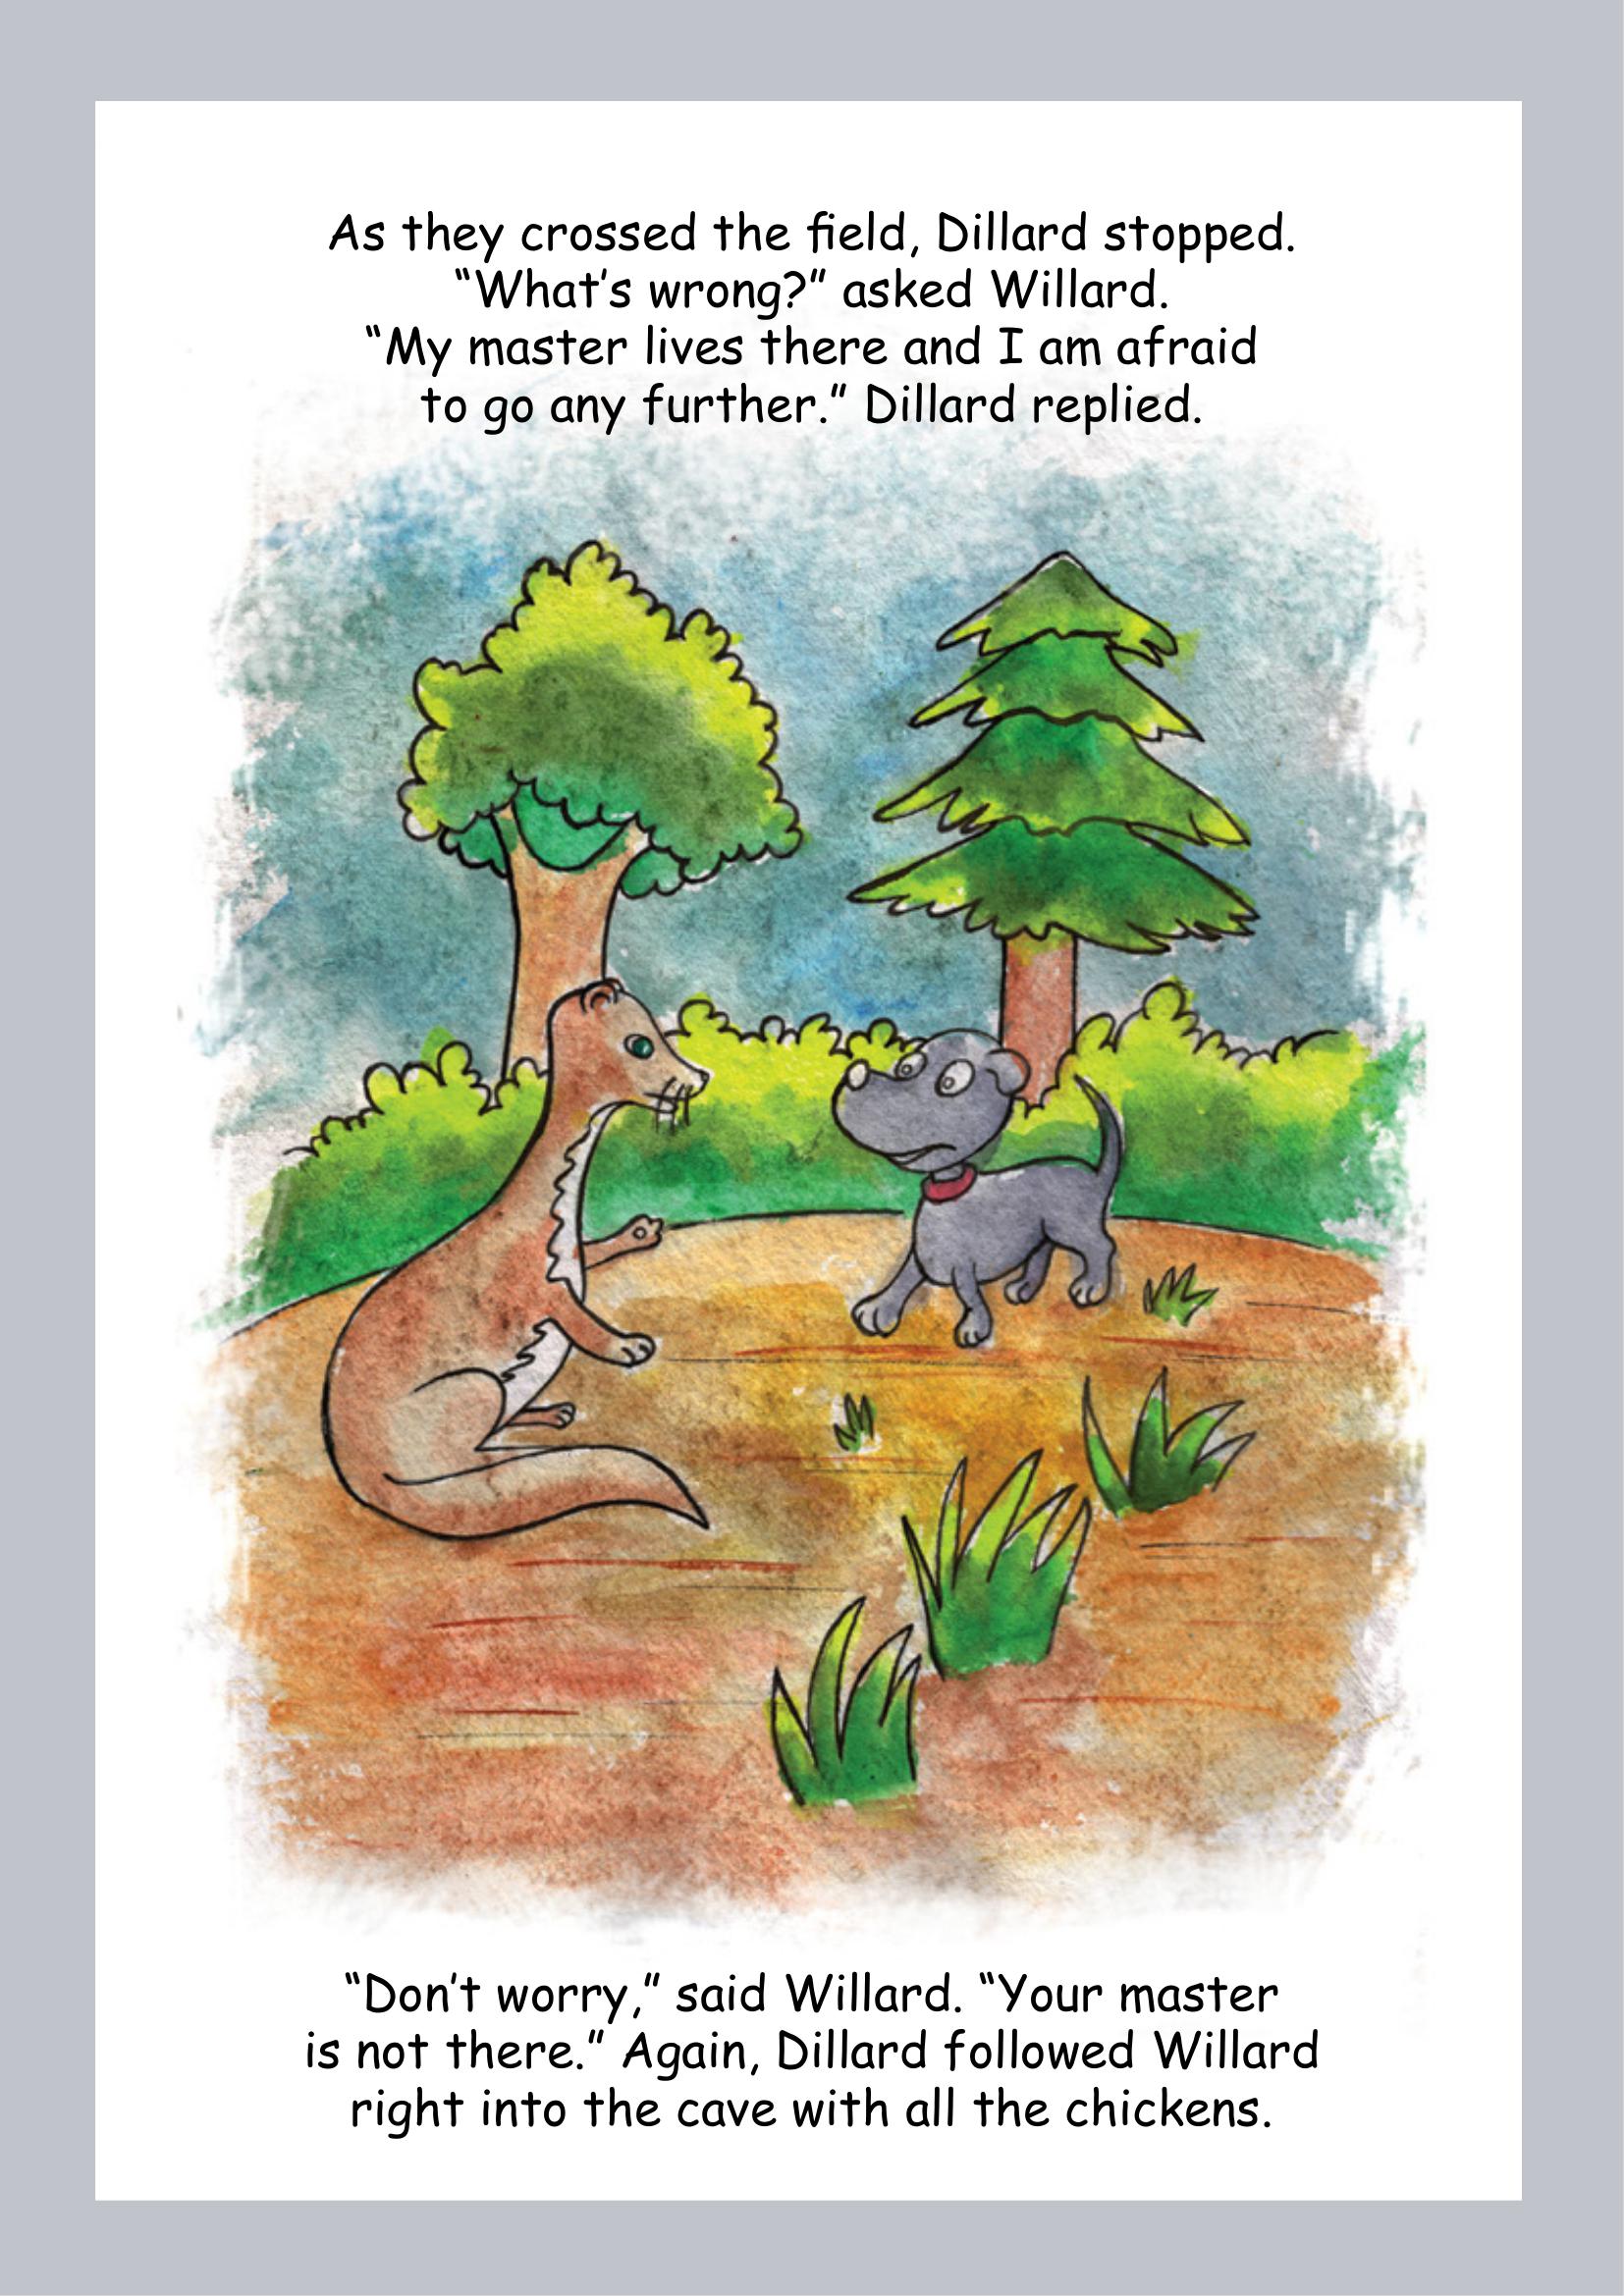 As they crossed the field, Dillard stopped.
“What’s wrong?” asked Willard.
“My master lives there and I am afraid
to go any further.” Dillard replied.
“Don’t worry,” said Willard. “Your master
is not there.” Again, Dillard followed Willard
right into the cave with all the chickens.